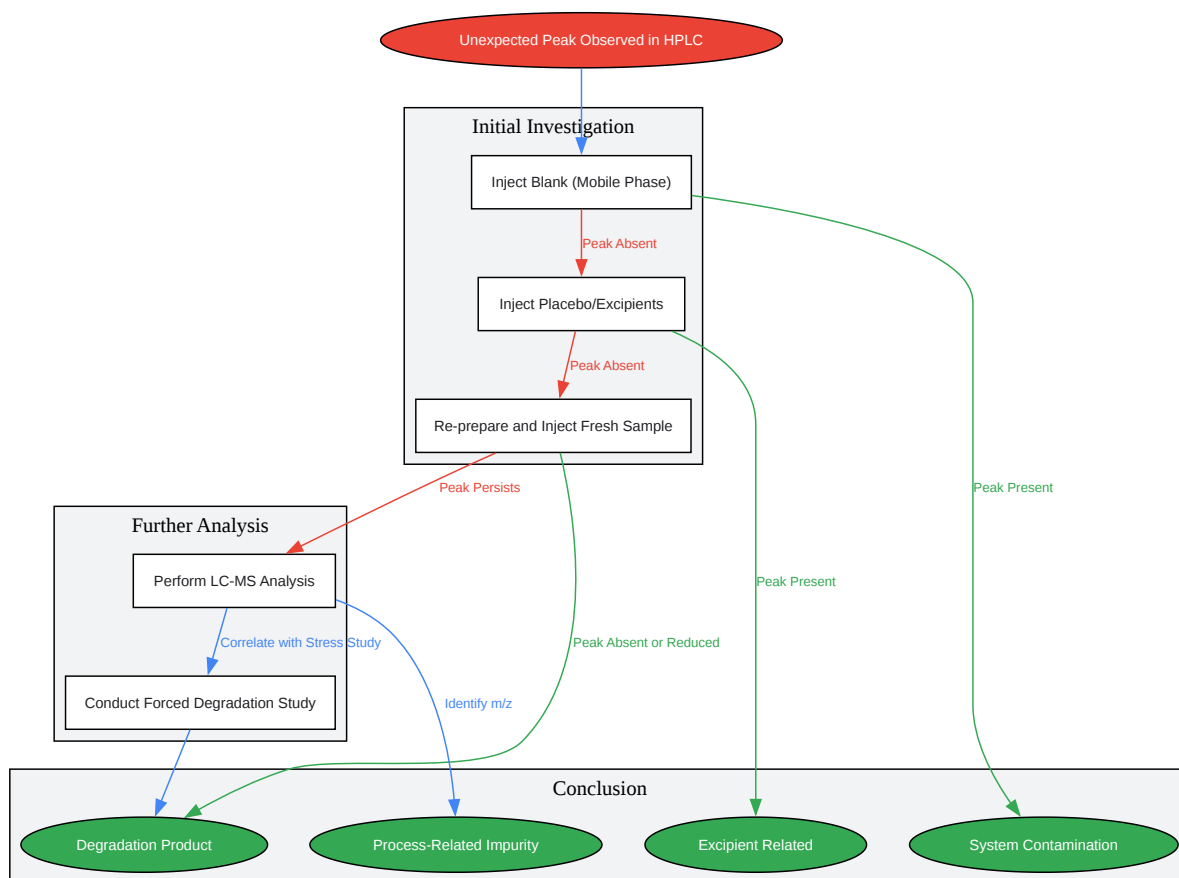 Unexpected Peak Observed in HPLC
Initial Investigation
Inject Blank (Mobile Phase)
Peak Absent
Inject Placebo/Excipients
Peak Absent
Re-prepare and Inject Fresh Sample
Peak Persists
Peak Present
Further Analysis
Perform LC-MS Analysis
Peak Present
Correlate with Stress Study
Peak Absent or Reduced
Conduct Forced Degradation Study
Identify m/z
Conclusion
Degradation Product
Process-Related Impurity
Excipient Related
System Contamination